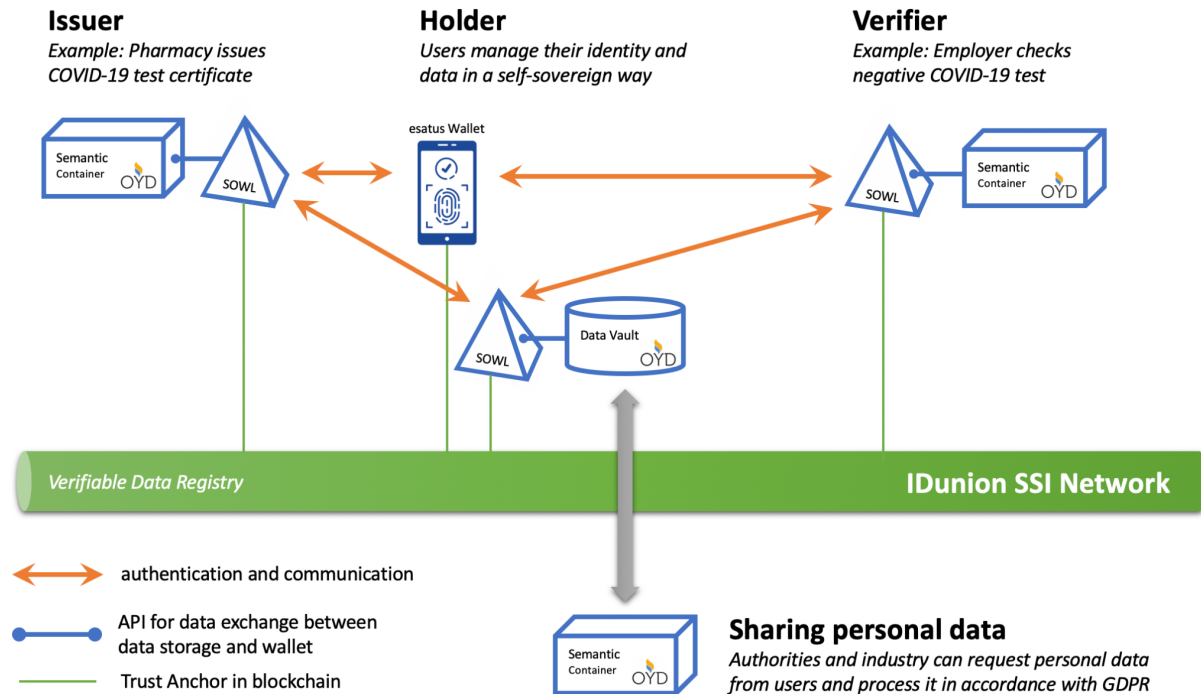 Issuer
Example: Pharmacy issues
COVID-19 test certificate
Holder
Users manage their identity and
data in a self-sovereign way
Verifier
Example: Employer checks
negative COVID-19 test
Semantic
Container
OYD
SOWL
esatus Wallet
SOWL
Semantic
Container
OYD
SOWL
Data Vault
OYD
Verifiable Data Registry
IDunion SSI Network
authentication and communication
API for data exchange between
data storage and wallet
Trust Anchor in blockchain
Semantic
Container
OYD
Sharing personal data
Authorities and industry can request personal data
from users and process it in accordance with GDPR